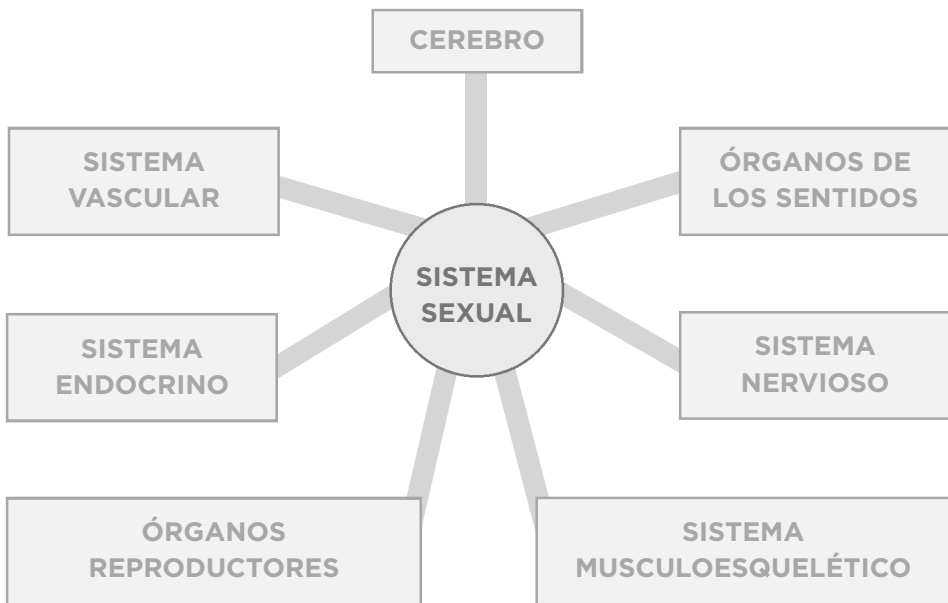 CEREBRO
SISTEMA
VASCULAR
ÓRGANOS DE
LOS SENTIDOS
SISTEMA
SEXUAL
SISTEMA
ENDOCRINO
SISTEMA
NERVIOSO
ÓRGANOS
REPRODUCTORES
SISTEMA
MUSCULOESQUELÉTICO